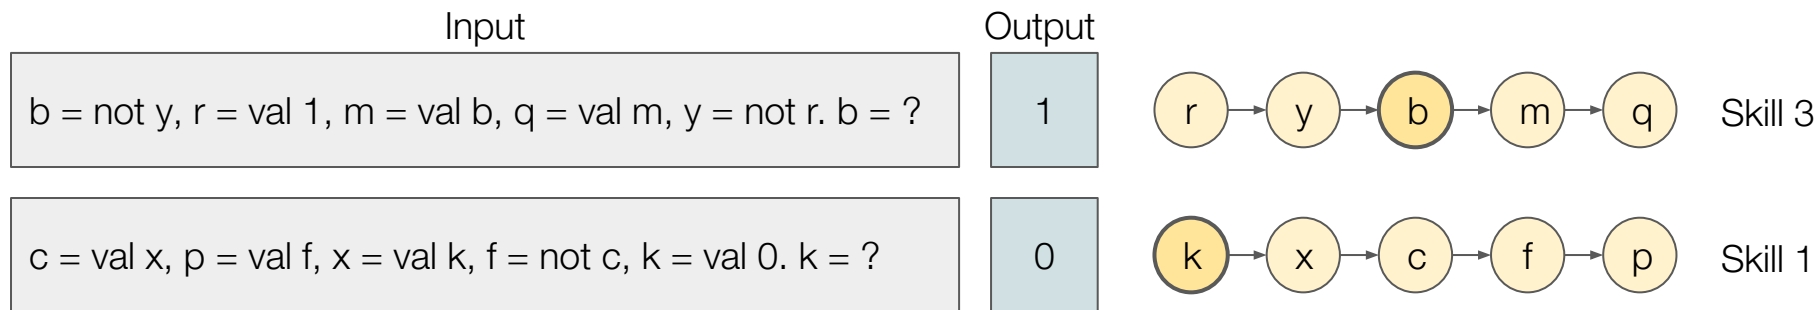 Input Output
b = not y, r = val 1, m = val b, q = val m, y = not r. b = ? 1 r y b m q Skill 3
c = val x, p = val f, x = val k, f = not c, k = val 0. k = ? 0 k x c f p Skill 1